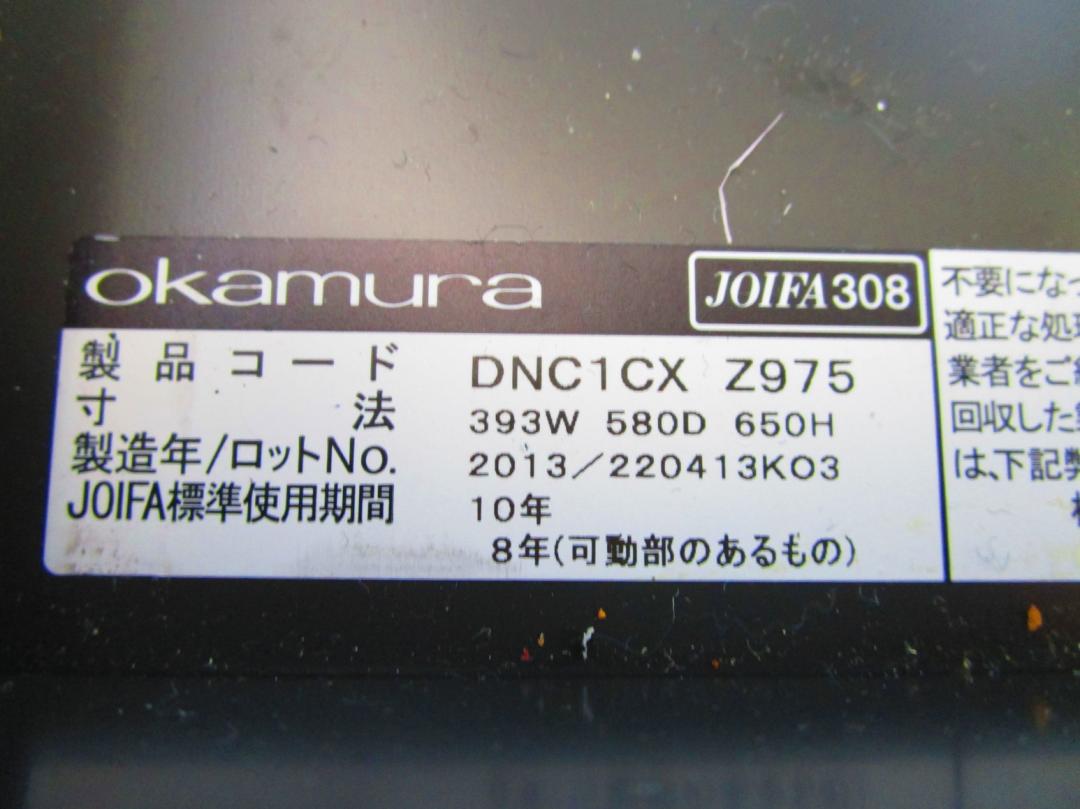 okamura
JOIFA308
製品コード DNC1CX Z975
寸法 393W 580D 650H
製造年/ロットNo. 2013/220413K03
JOIFA標準使用期間 10年
8年(可動部のあるもの)
不要になっ
適正な処理
業者をご
回収した
は、下記